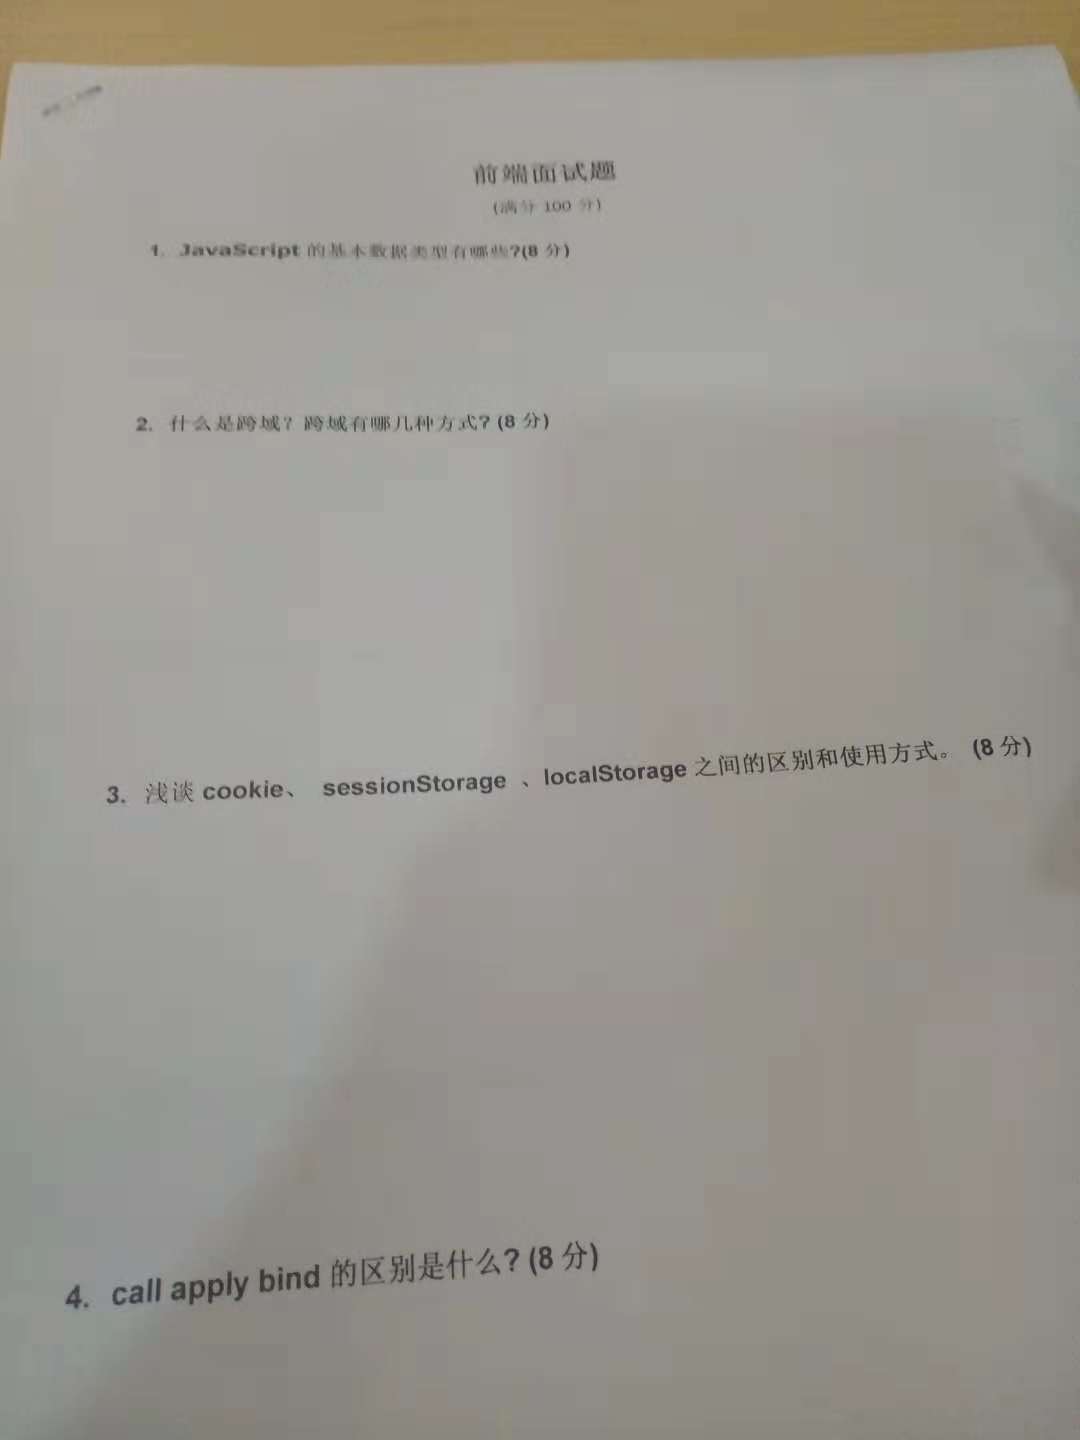 前端面试题
(满分 100 分)
1. JavaScript 的基本数据类型有哪些?(8 分)
2. 什么是跨域? 跨域有哪几种方式? (8 分)
3. 浅谈 cookie、 sessionStorage 、localStorage 之间的区别和使用方式。 (8 分)
4. call apply bind 的区别是什么? (8 分)